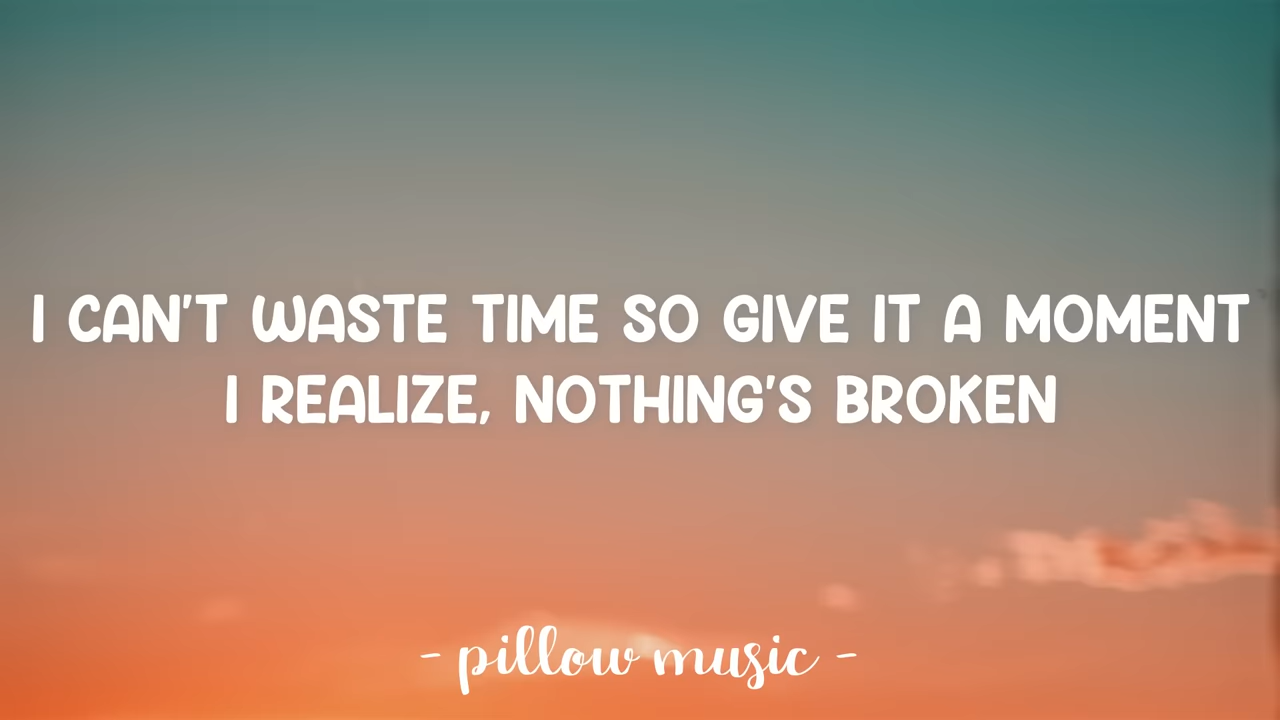 I CAN'T WASTE TIME SO GIVE IT A MOMENT
I REALIZE, NOTHING'S BROKEN
- pillow music -